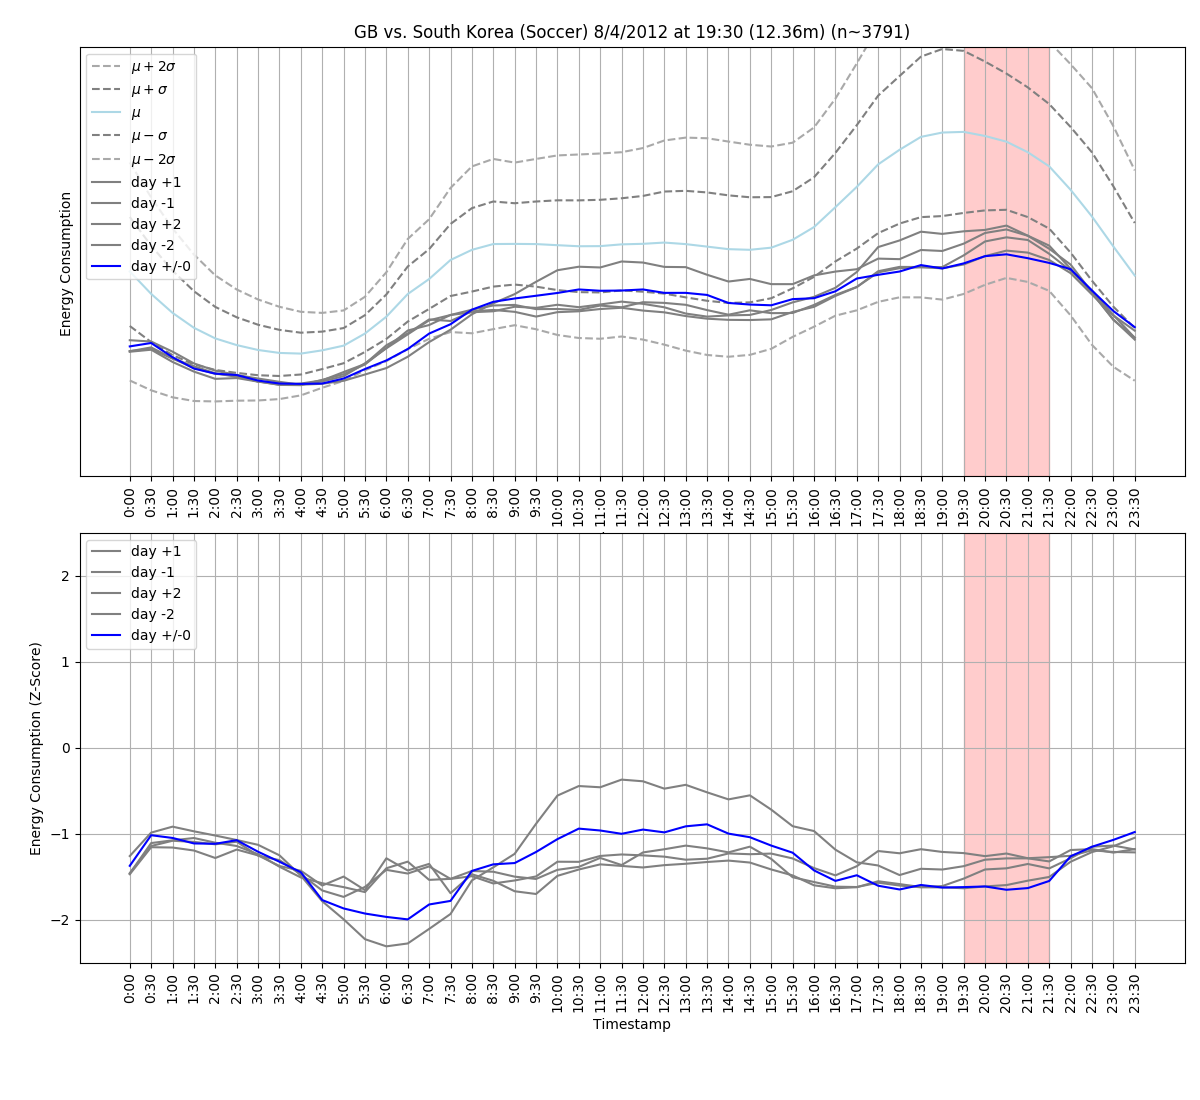 GB vs. South Korea (Soccer) 8/4/2012 at 19:30 (12.36m) (n~3791)
μ + 2σ
μ + σ
μ
μ − σ
μ − 2σ
day +1
day -1
day +2
day -2
day +/-0
Energy Consumption
0:00 0:30 1:00 1:30 2:00 2:30 3:00 3:30 4:00 4:30 5:00 5:30 6:00 6:30 7:00 7:30 8:00 8:30 9:00 9:30 10:00 10:30 11:00 11:30 12:00 12:30 13:00 13:30 14:00 14:30 15:00 15:30 16:00 16:30 17:00 17:30 18:00 18:30 19:00 19:30 20:00 20:30 21:00 21:30 22:00 22:30 23:00 23:30
day +1
day -1
day +2
day -2
day +/-0
2
1
0
−1
−2
Energy Consumption (Z-Score)
0:00 0:30 1:00 1:30 2:00 2:30 3:00 3:30 4:00 4:30 5:00 5:30 6:00 6:30 7:00 7:30 8:00 8:30 9:00 9:30 10:00 10:30 11:00 11:30 12:00 12:30 13:00 13:30 14:00 14:30 15:00 15:30 16:00 16:30 17:00 17:30 18:00 18:30 19:00 19:30 20:00 20:30 21:00 21:30 22:00 22:30 23:00 23:30
Timestamp